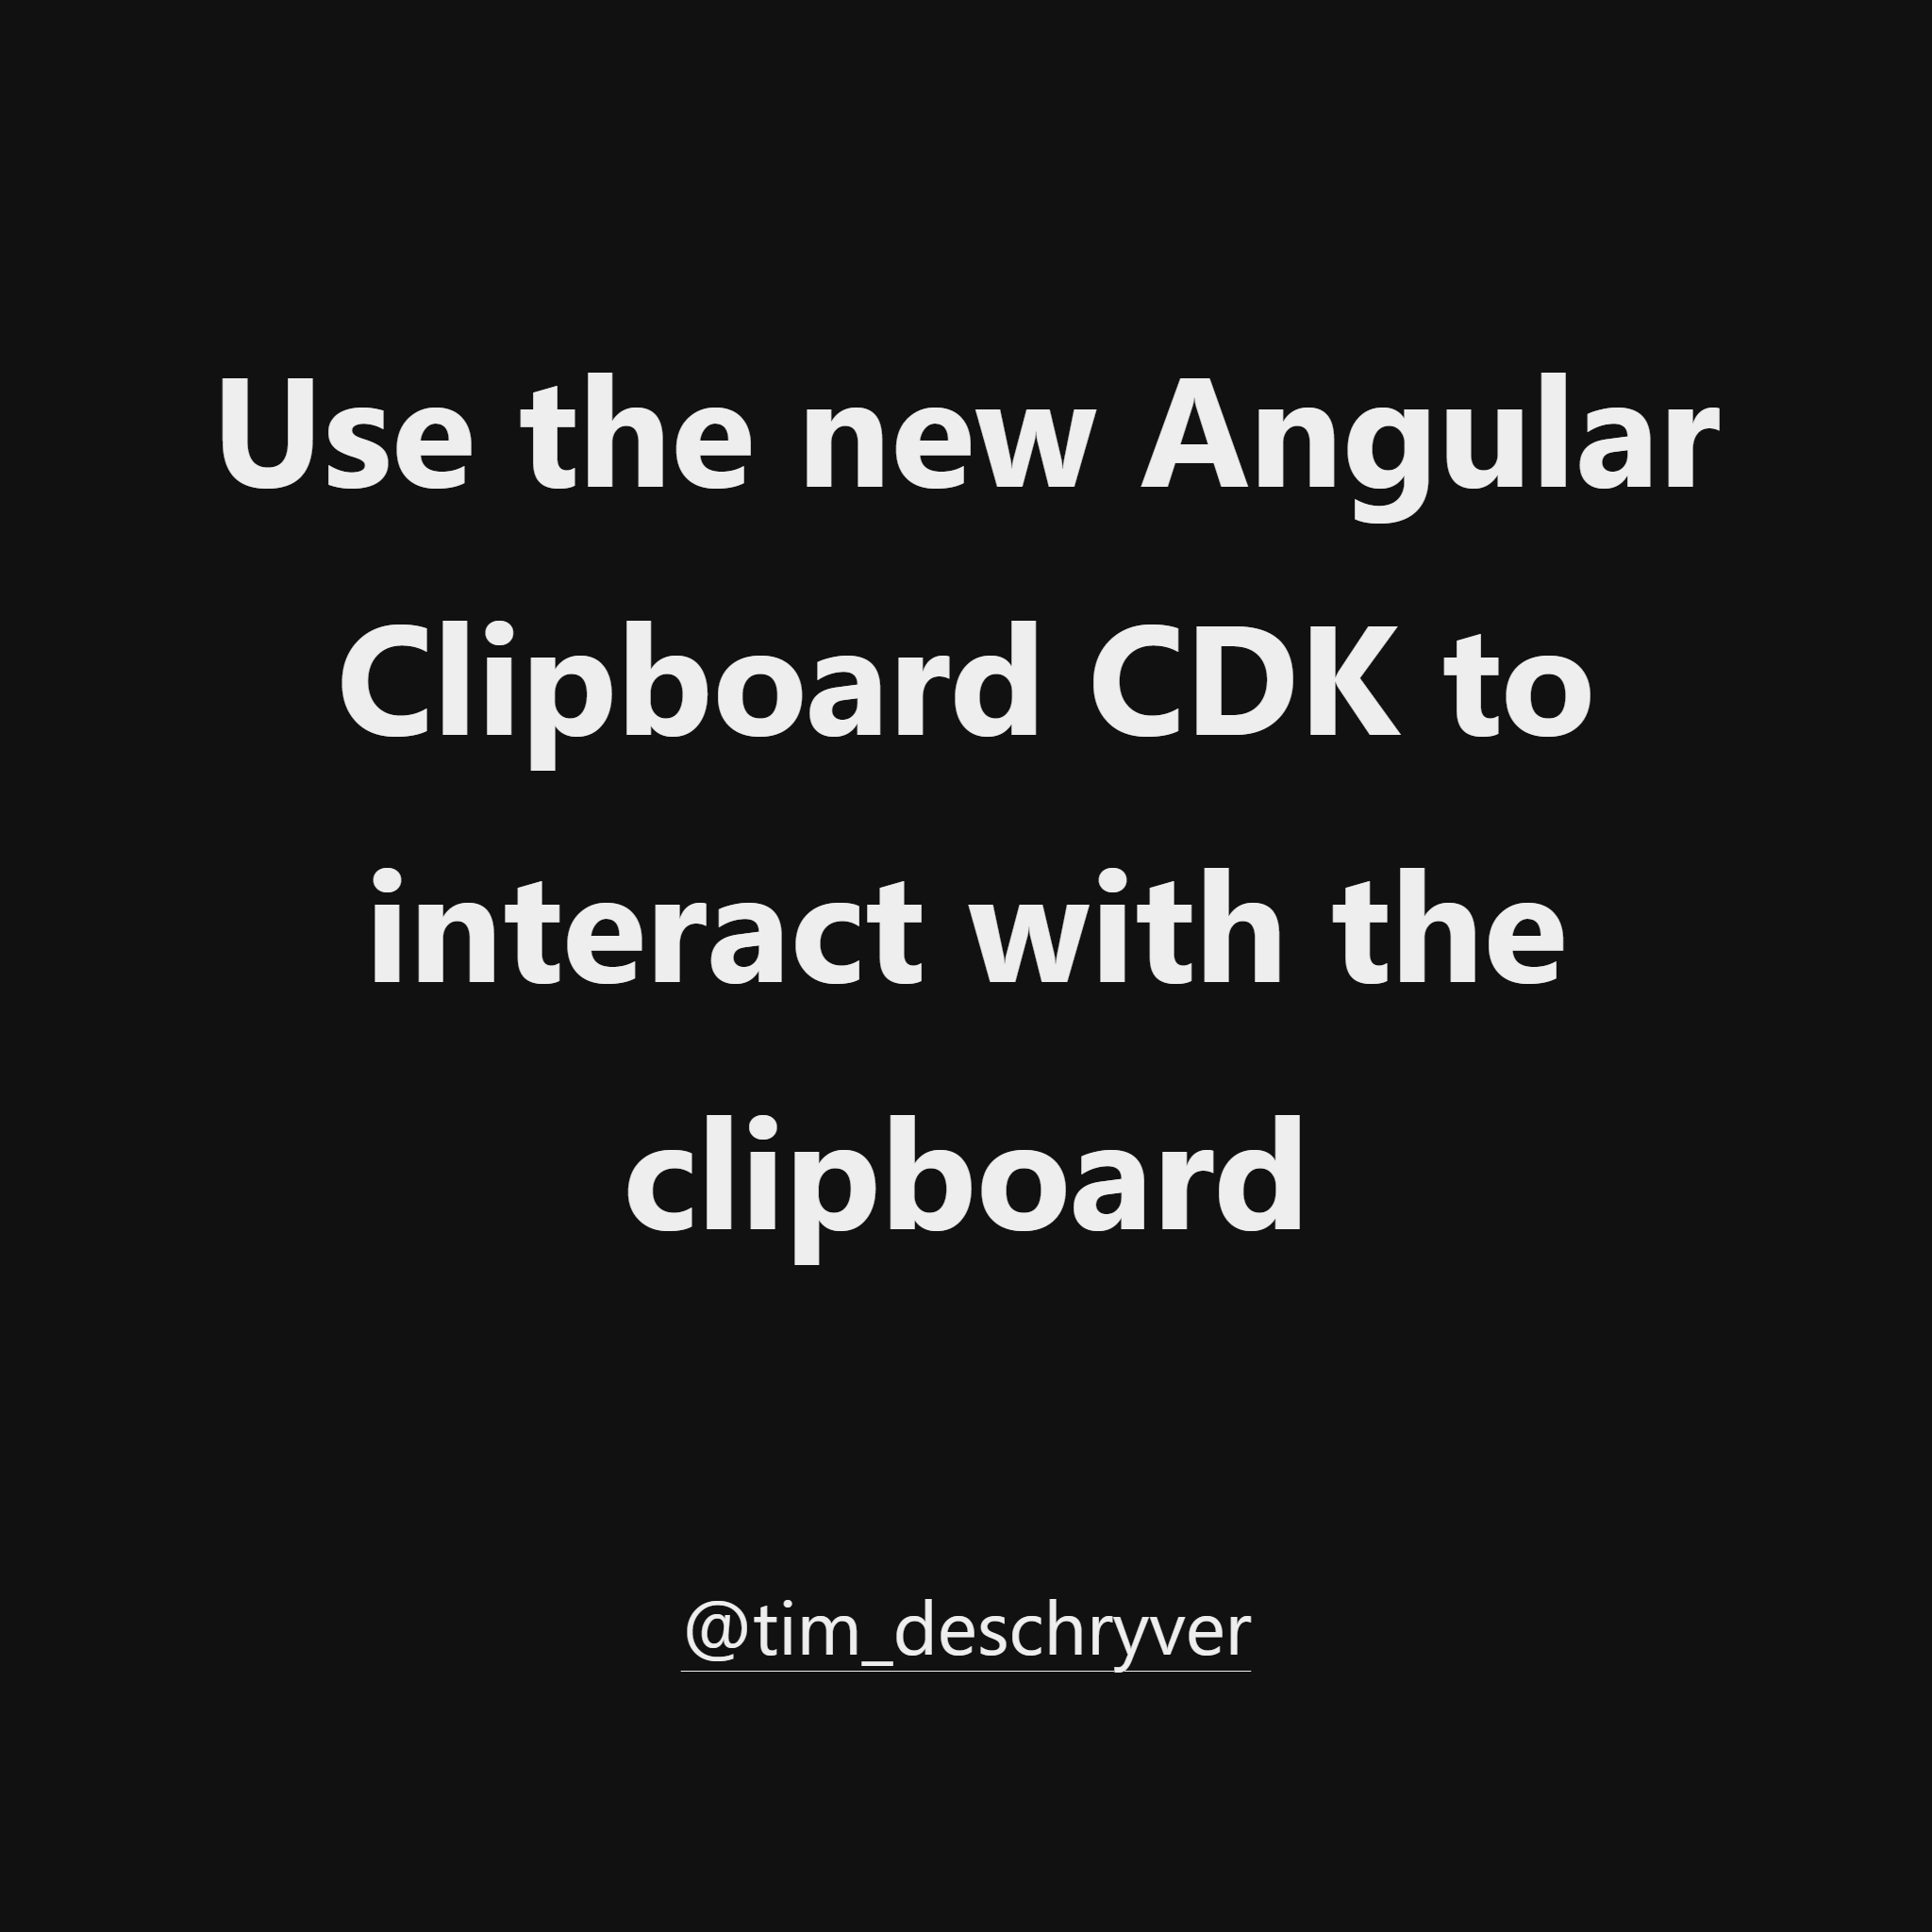 Use the new Angular
Clipboard CDK to
interact with the
clipboard
@tim_deschryver